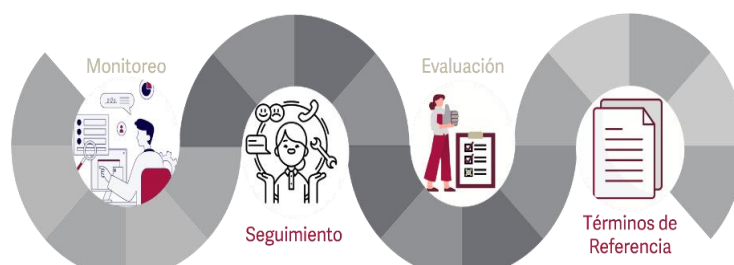 Monitoreo
Seguimiento
Evaluación
Términos de
Referencia